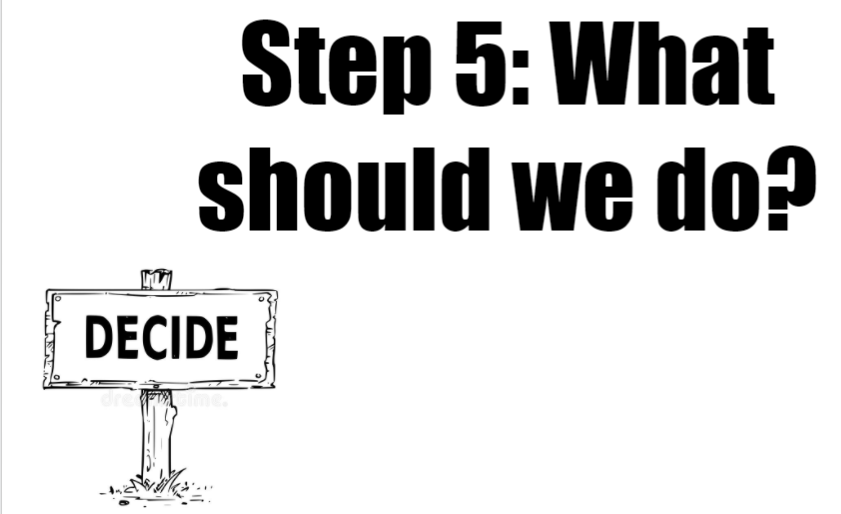 Step 5: What
should we do?
DECIDE